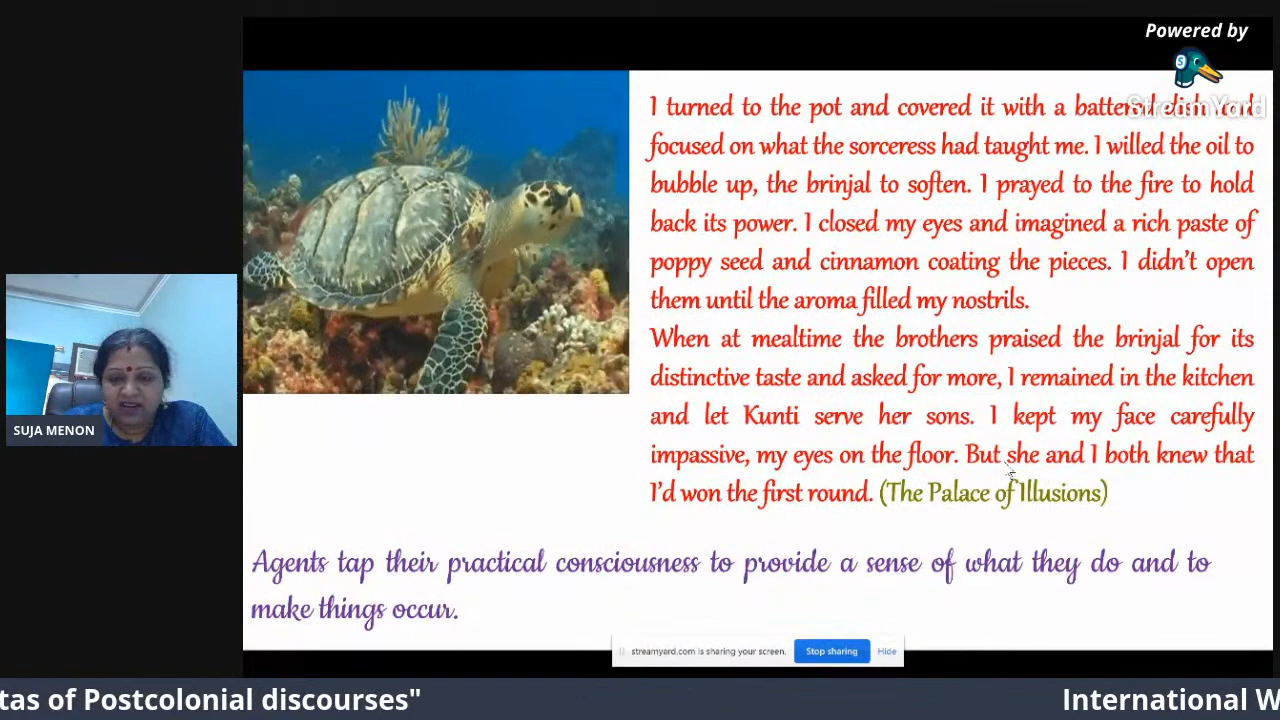 Powered by
StreamYard
I turned to the pot and covered it with a battered dish and
focused on what the sorceress had taught me. I willed the oil to
bubble up, the brinjal to soften. I prayed to the fire to hold
back its power. I closed my eyes and imagined a rich paste of
poppy seed and cinnamon coating the pieces. I didn't open
them until the aroma filled my nostrils.
When at mealtime the brothers praised the brinjal for its
distinctive taste and asked for more, I remained in the kitchen
and let Kunti serve her sons. I kept my face carefully
impassive, my eyes on the floor. But she and I both knew that
I'd won the first round. (The Palace of Illusions)
SUJA MENON
Agents tap their practical consciousness to provide a sense of what they do and to
make things occur.
streamyard.com is sharing your screen. Stop sharing Hide
tas of Postcolonial discourses" International W